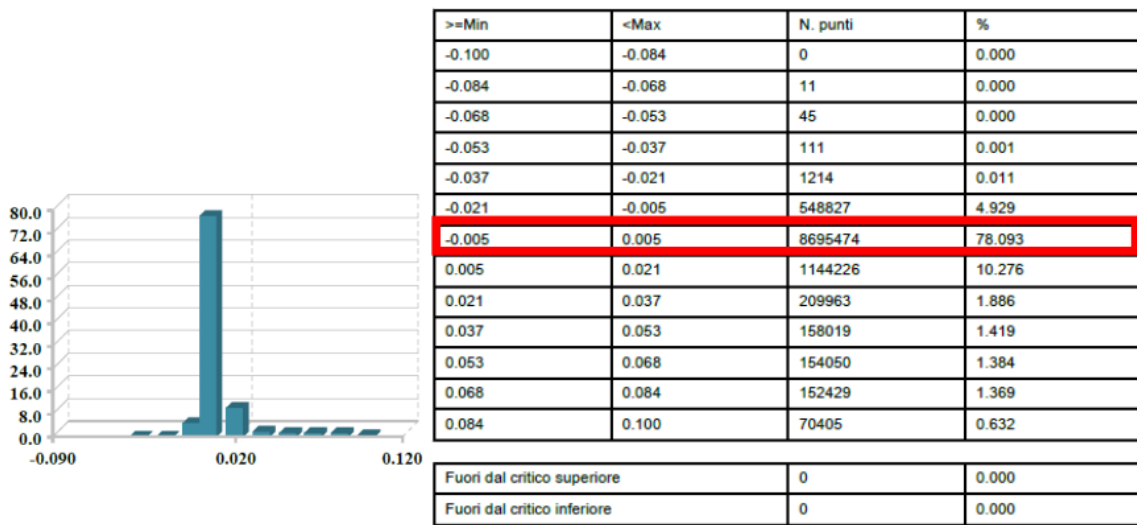 80.0
72.0
64.0
56.0
48.0
40.0
32.0
24.0
16.0
8.0
0.0
-0.090 0.020 0.120
>=Min <Max N. punti %
-0.100 -0.084 0 0.000
-0.084 -0.068 11 0.000
-0.068 -0.053 45 0.000
-0.053 -0.037 111 0.001
-0.037 -0.021 1214 0.011
-0.021 -0.005 548827 4.929
-0.005 0.005 8695474 78.093
0.005 0.021 1144226 10.276
0.021 0.037 209963 1.886
0.037 0.053 158019 1.419
0.053 0.068 154050 1.384
0.068 0.084 152429 1.369
0.084 0.100 70405 0.632
Fuori dal critico superiore 0 0.000
Fuori dal critico inferiore 0 0.000